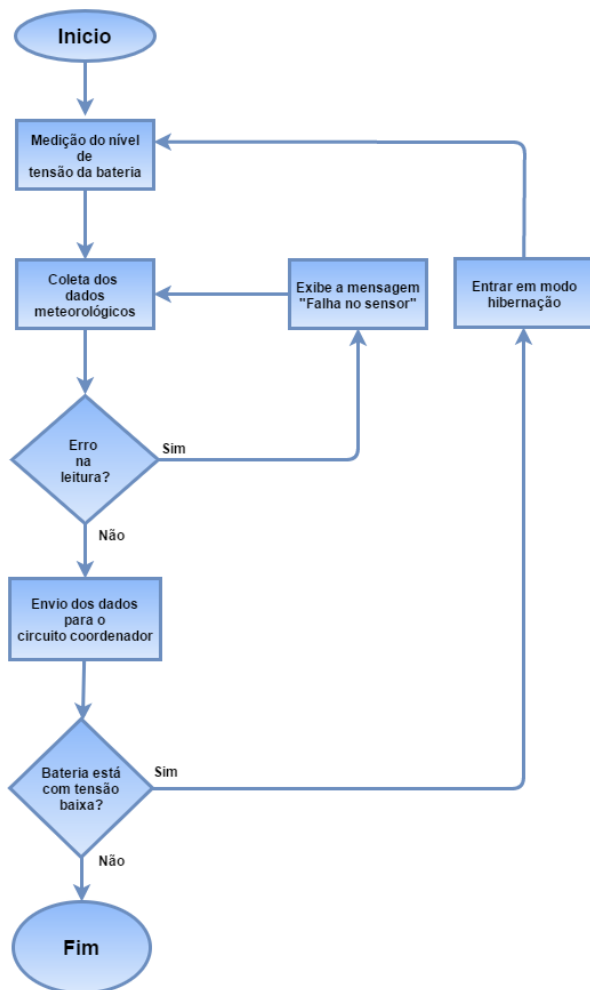 Inicio
Medição do nível
de
tensão da bateria
Coleta dos
dados
meteorológicos
Exibe a mensagem
"Falha no sensor"
Entrar em modo
hibernação
Erro
na
leitura?
Sim
Não
Envio dos dados
para o
circuito coordenador
Bateria está
com tensão
baixa?
Sim
Não
Fim